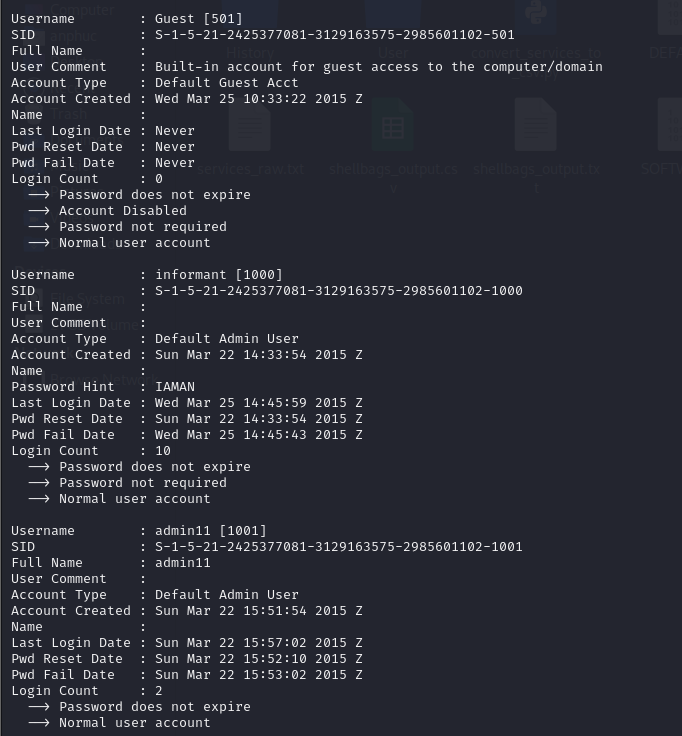 Username        : Guest [501]
SID             : S-1-5-21-2425377081-3129163575-2985601102-501
Full Name       :
User Comment    : Built-in account for guest access to the computer/domain
Account Type    : Default Guest Acct
Account Created : Wed Mar 25 10:33:22 2015 Z
Name            :
Last Login Date : Never
Pwd Reset Date  : Never
Pwd Fail Date   : Never
Login Count     : 0
  --> Password does not expire
  --> Account Disabled
  --> Password not required
  --> Normal user account

Username        : informant [1000]
SID             : S-1-5-21-2425377081-3129163575-2985601102-1000
Full Name       :
User Comment    :
Account Type    : Default Admin User
Account Created : Sun Mar 22 14:33:54 2015 Z
Name            :
Password Hint   : IAMAN
Last Login Date : Wed Mar 25 14:45:59 2015 Z
Pwd Reset Date  : Sun Mar 22 14:33:54 2015 Z
Pwd Fail Date   : Wed Mar 25 14:45:43 2015 Z
Login Count     : 10
  --> Password does not expire
  --> Password not required
  --> Normal user account

Username        : admin11 [1001]
SID             : S-1-5-21-2425377081-3129163575-2985601102-1001
Full Name       : admin11
User Comment    :
Account Type    : Default Admin User
Account Created : Sun Mar 22 15:51:54 2015 Z
Name            :
Last Login Date : Sun Mar 22 15:57:02 2015 Z
Pwd Reset Date  : Sun Mar 22 15:52:10 2015 Z
Pwd Fail Date   : Sun Mar 22 15:53:02 2015 Z
Login Count     : 2
  --> Password does not expire
  --> Normal user account